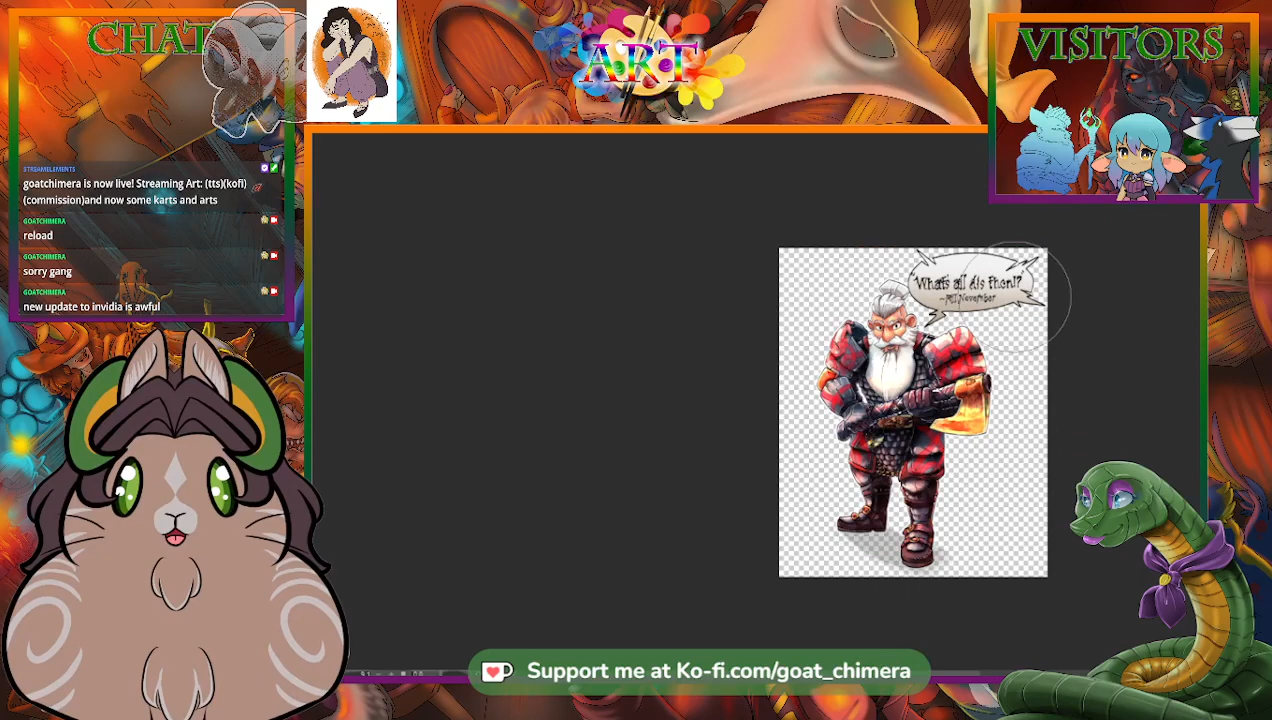 CHAT
ART
VISITORS
STREAMELEMENTS
goatchimera is now live! Streaming Art: (tts)(kofi)
(commission)and now some karts and arts
GOATCHIMERA
reload
GOATCHIMERA
sorry gang
GOATCHIMERA
new update to invidia is awful
"What's all dis then!?
Support me at Ko-fi.com/goat_chimera